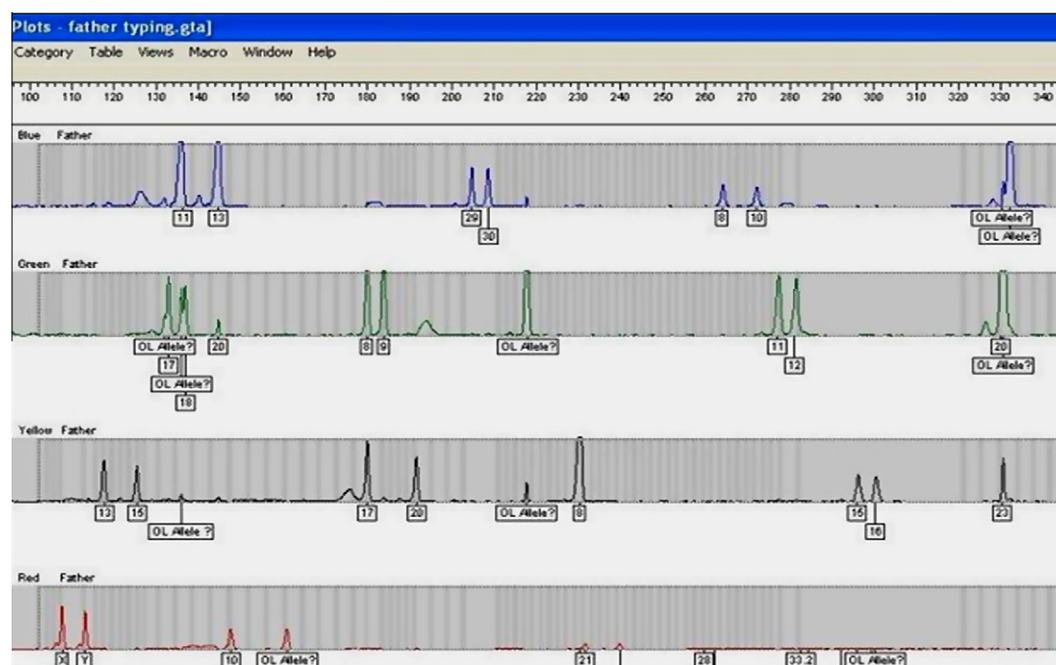 Plots - father typing.gta]
Category Table Views Macro Window Help
100 110 120 130 140 150 160 170 180 190 200 210 220 230 240 250 260 270 280 290 300 310 320 330 340
Blue Father
11 13 29 8 10 OL Allele?
30 OL Allele?
Green Father
OL Allele? 20 8 9 OL Allele? 11 20
17 12 OL Allele?
OL Allele?
18
Yellow Father
13 15 17 20 OL Allele? 8 15 23
OL Allele ? 16
Red Father
X Y 10 OL Allele? 21 28 33.2 OL Allele?